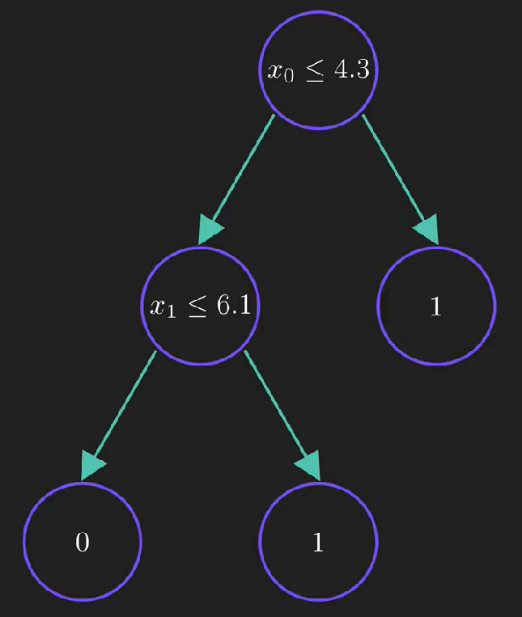 x₀ ≤ 4.3
x₁ ≤ 6.1
1
0
1